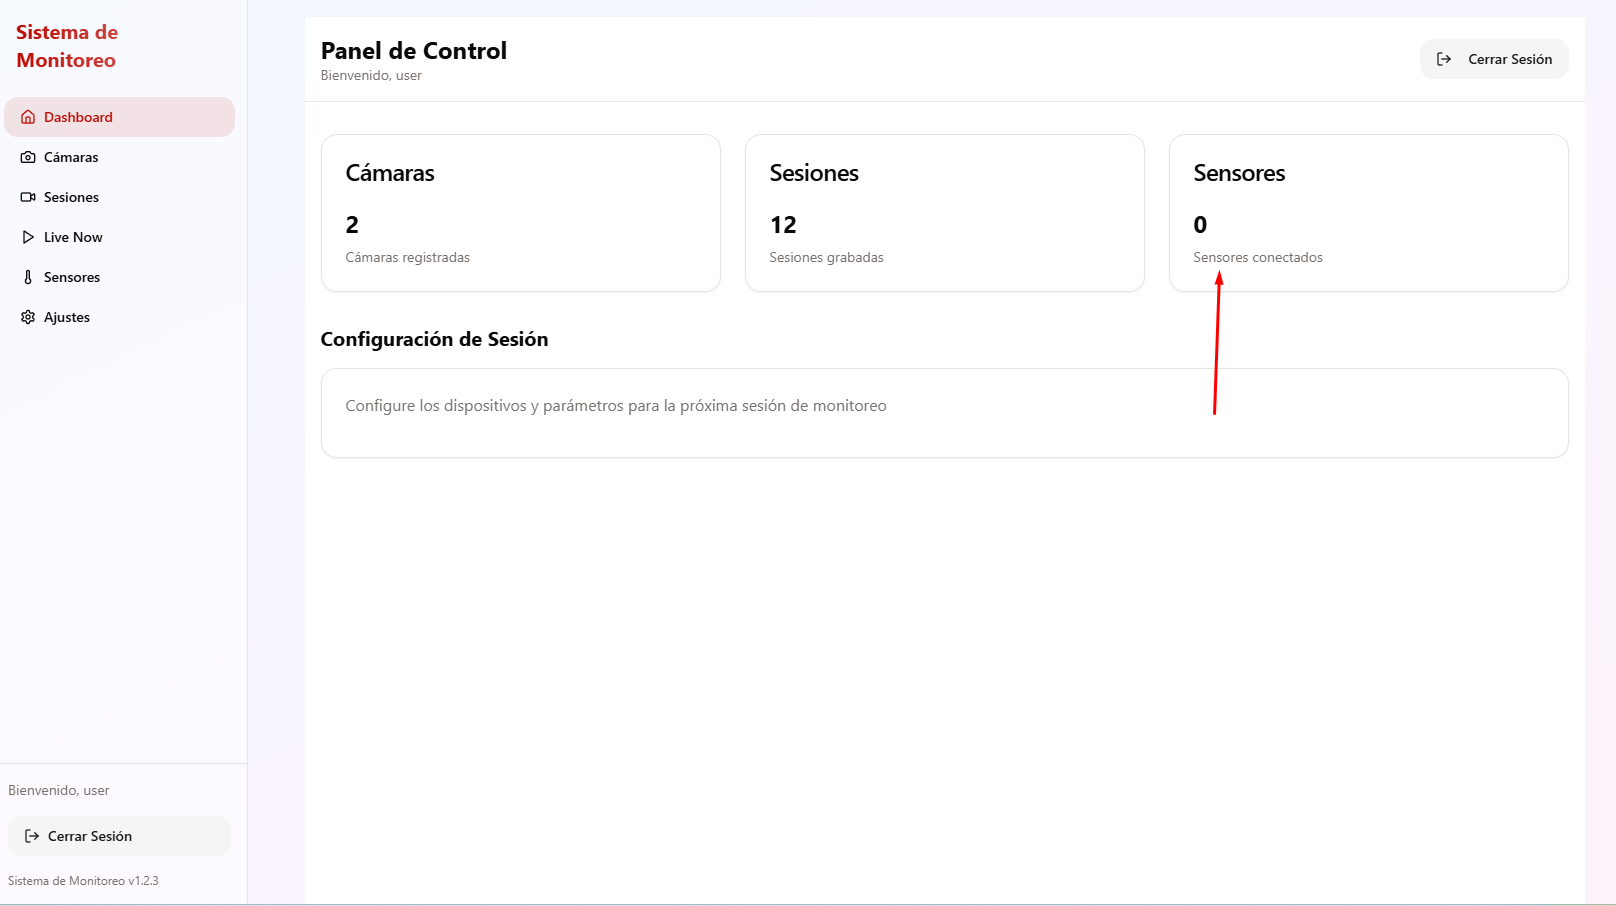 Sistema de
Monitoreo
Dashboard
Cámaras
Sesiones
Live Now
Sensores
Ajustes
Bienvenido, user
Cerrar Sesión
Sistema de Monitoreo v1.2.3
Panel de Control
Bienvenido, user
Cerrar Sesión
Cámaras
2
Cámaras registradas
Sesiones
12
Sesiones grabadas
Sensores
0
Sensores conectados
Configuración de Sesión
Configure los dispositivos y parámetros para la próxima sesión de monitoreo